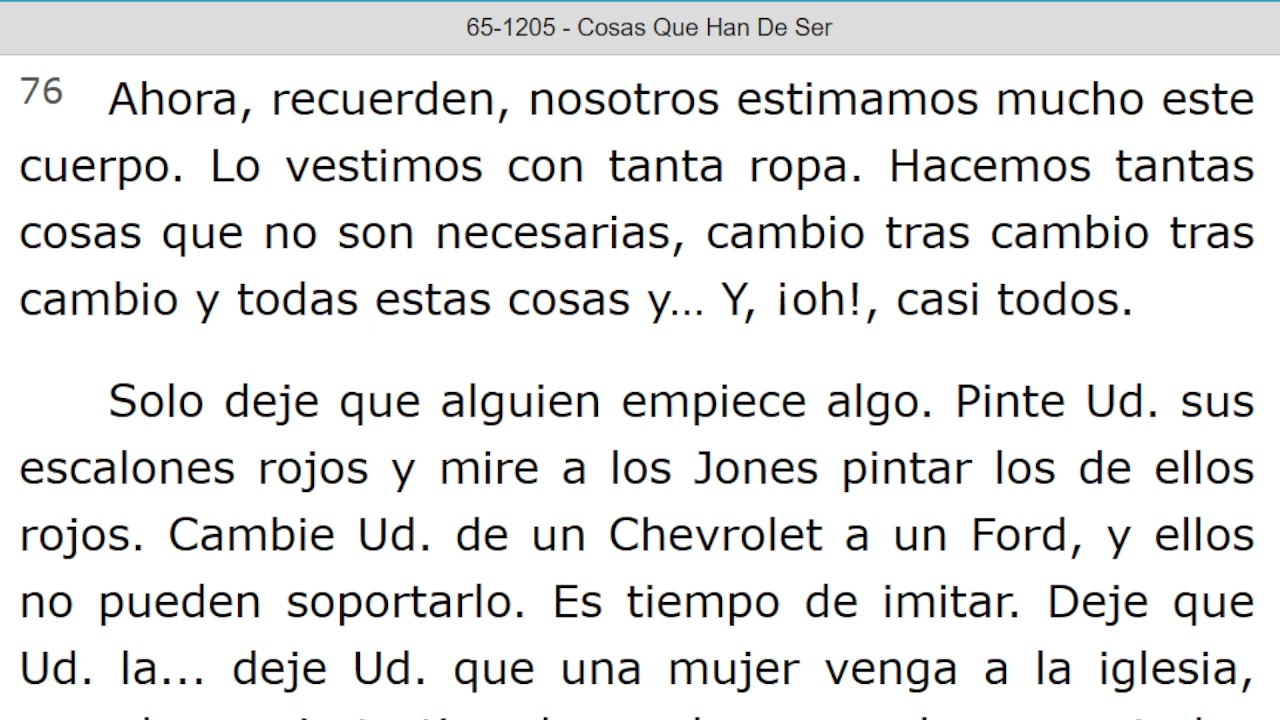 65-1205 - Cosas Que Han De Ser
76 Ahora, recuerden, nosotros estimamos mucho este
cuerpo. Lo vestimos con tanta ropa. Hacemos tantas
cosas que no son necesarias, cambio tras cambio tras
cambio y todas estas cosas y... Y, ¡oh!, casi todos.
Solo deje que alguien empiece algo. Pinte Ud. sus
escalones rojos y mire a los Jones pintar los de ellos
rojos. Cambie Ud. de un Chevrolet a un Ford, y ellos
no pueden soportarlo. Es tiempo de imitar. Deje que
Ud. la... deje Ud. que una mujer venga a la iglesia,